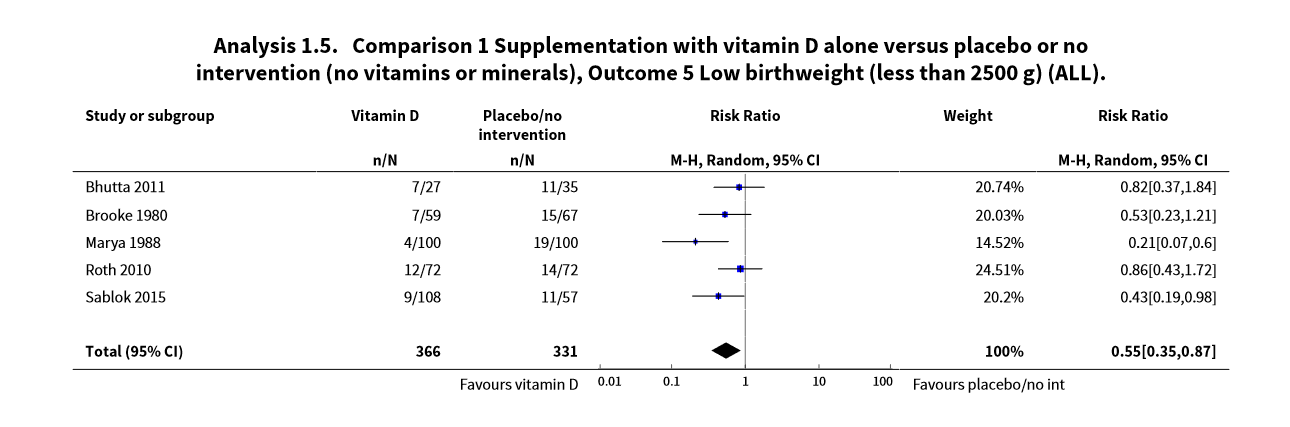 Analysis 1.5. Comparison 1 Supplementation with vitamin D alone versus placebo or no
intervention (no vitamins or minerals), Outcome 5 Low birthweight (less than 2500 g) (ALL).
Study or subgroup Vitamin D Placebo/no Risk Ratio Weight Risk Ratio
intervention
n/N n/N M-H, Random, 95% CI M-H, Random, 95% CI
Bhutta 2011 7/27 11/35 20.74% 0.82[0.37,1.84]
Brooke 1980 7/59 15/67 20.03% 0.53[0.23,1.21]
Marya 1988 4/100 19/100 14.52% 0.21[0.07,0.6]
Roth 2010 12/72 14/72 24.51% 0.86[0.43,1.72]
Sablok 2015 9/108 11/57 20.2% 0.43[0.19,0.98]
Total (95% CI) 366 331 100% 0.55[0.35,0.87]
Favours vitamin D 0.01 0.1 1 10 100 Favours placebo/no int